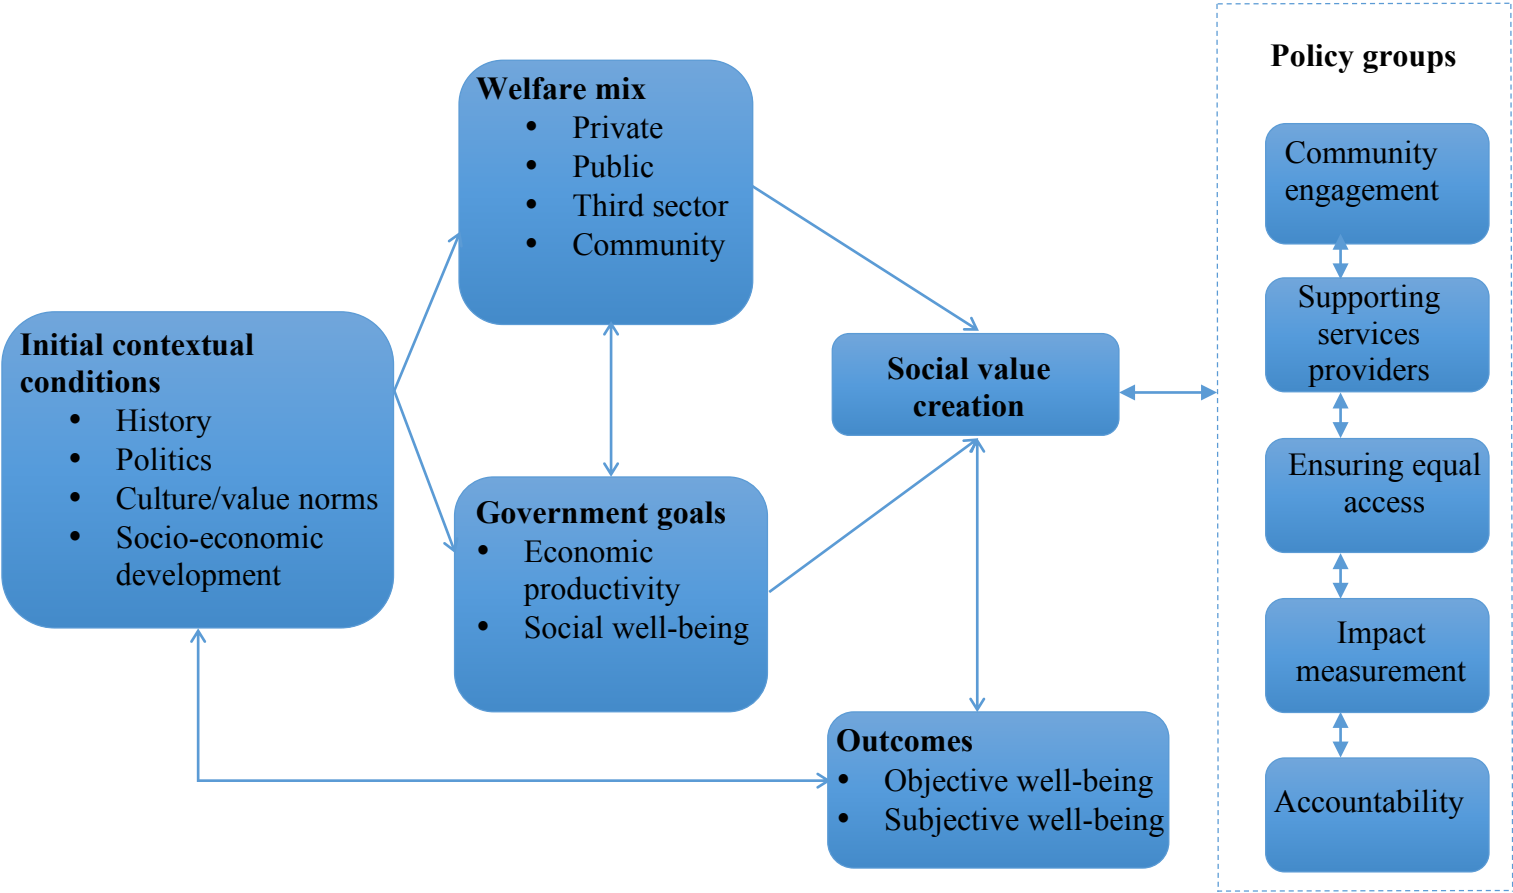 Welfare mix
• Private
• Public
• Third sector
• Community
Initial contextual
conditions
• History
• Politics
• Culture/value norms
• Socio-economic
development
Government goals
• Economic
productivity
• Social well-being
Social value
creation
Outcomes
• Objective well-being
• Subjective well-being
Policy groups
Community
engagement
Supporting
services
providers
Ensuring equal
access
Impact
measurement
Accountability